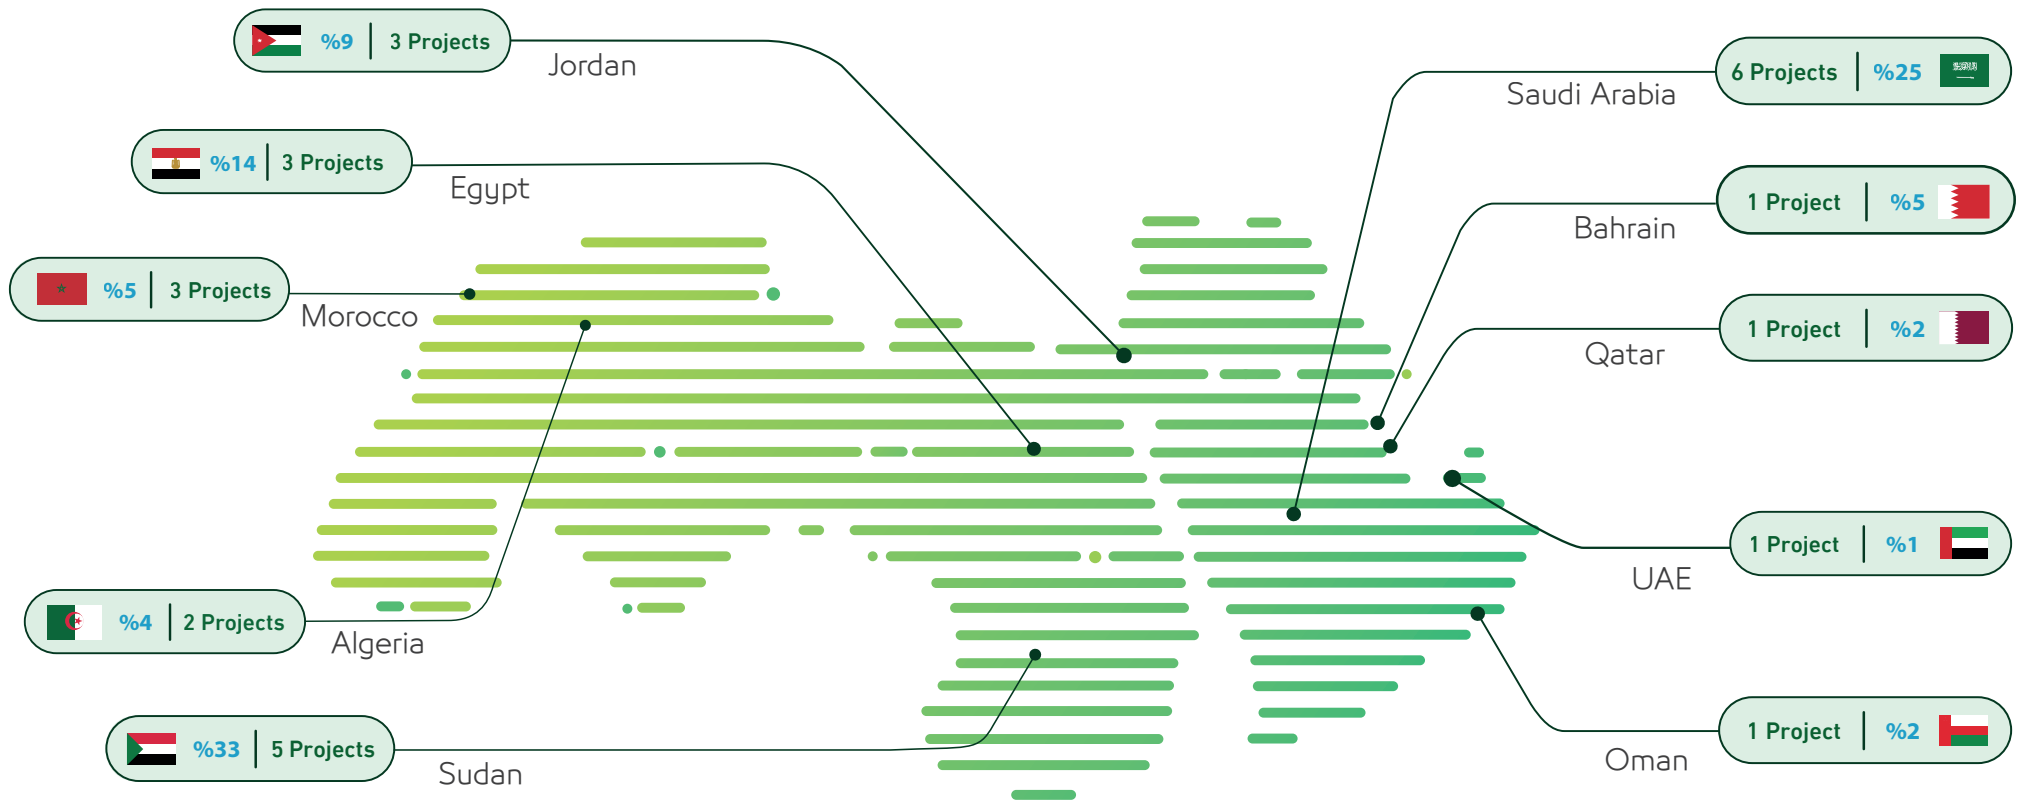 %9 3 Projects
Jordan
%14 3 Projects
Egypt
%5 3 Projects
Morocco
%4 2 Projects
Algeria
%33 5 Projects
Sudan
6 Projects %25
Saudi Arabia
1 Project %5
Bahrain
1 Project %2
Qatar
1 Project %1
UAE
1 Project %2
Oman